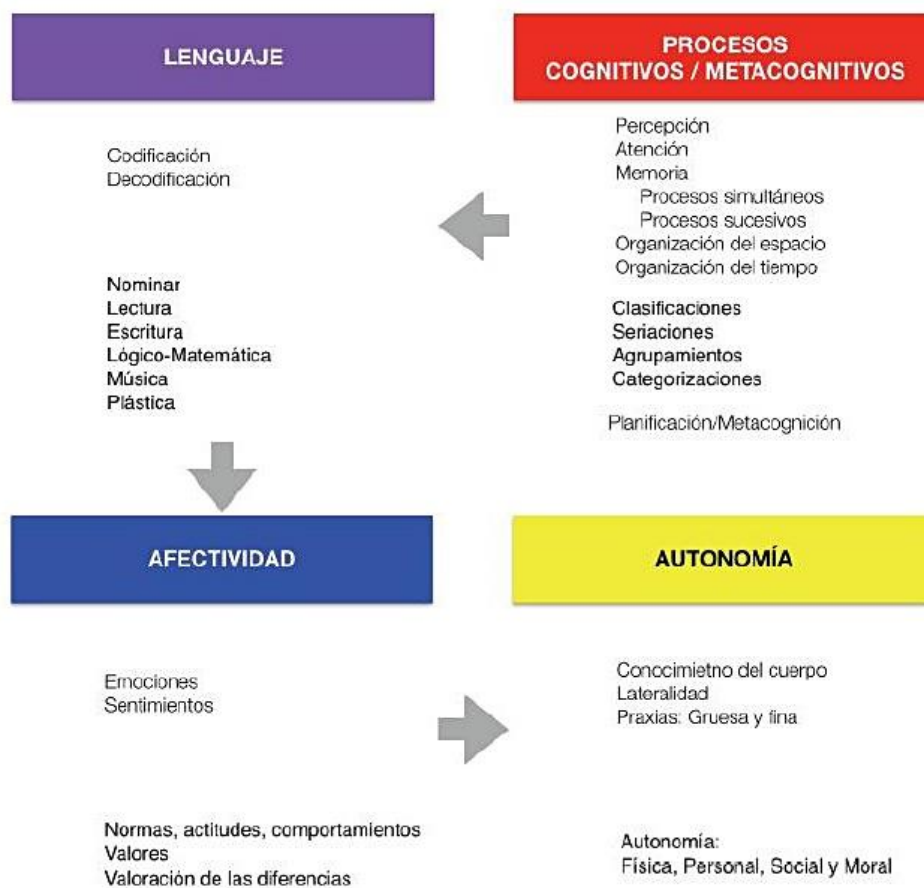 LENGUAJE
PROCESOS
COGNITIVOS / METACOGNITIVOS
Codificación
Decodificación
Nominar
Lectura
Escritura
Lógico-Matemática
Música
Plástica
Percepción
Atención
Memoria
Procesos simultáneos
Procesos sucesivos
Organización del espacio
Organización del tiempo
Clasificaciones
Seriaciones
Agrupamientos
Categorizaciones
Planificación/Metacognición
AFECTIVIDAD
AUTONOMÍA
Emociones
Sentimientos
Normas, actitudes, comportamientos
Valores
Valoración de las diferencias
Conocimietno del cuerpo
Lateralidad
Praxias: Gruesa y fina
Autonomía:
Física, Personal, Social y Moral